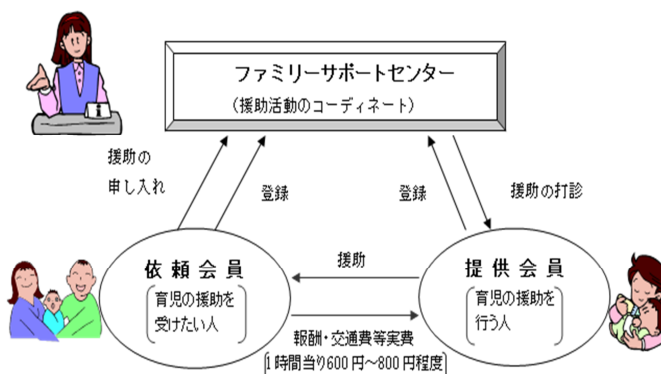 ファミリーサポートセンター
(援助活動のコーディネート)
援助の
申し入れ
登録
登録
援助の打診
依頼会員
育児の援助を
受けたい人
援助
提供会員
育児の援助を
行う人
報酬・交通費等実費
[1時間当り600円～800円程度]
i